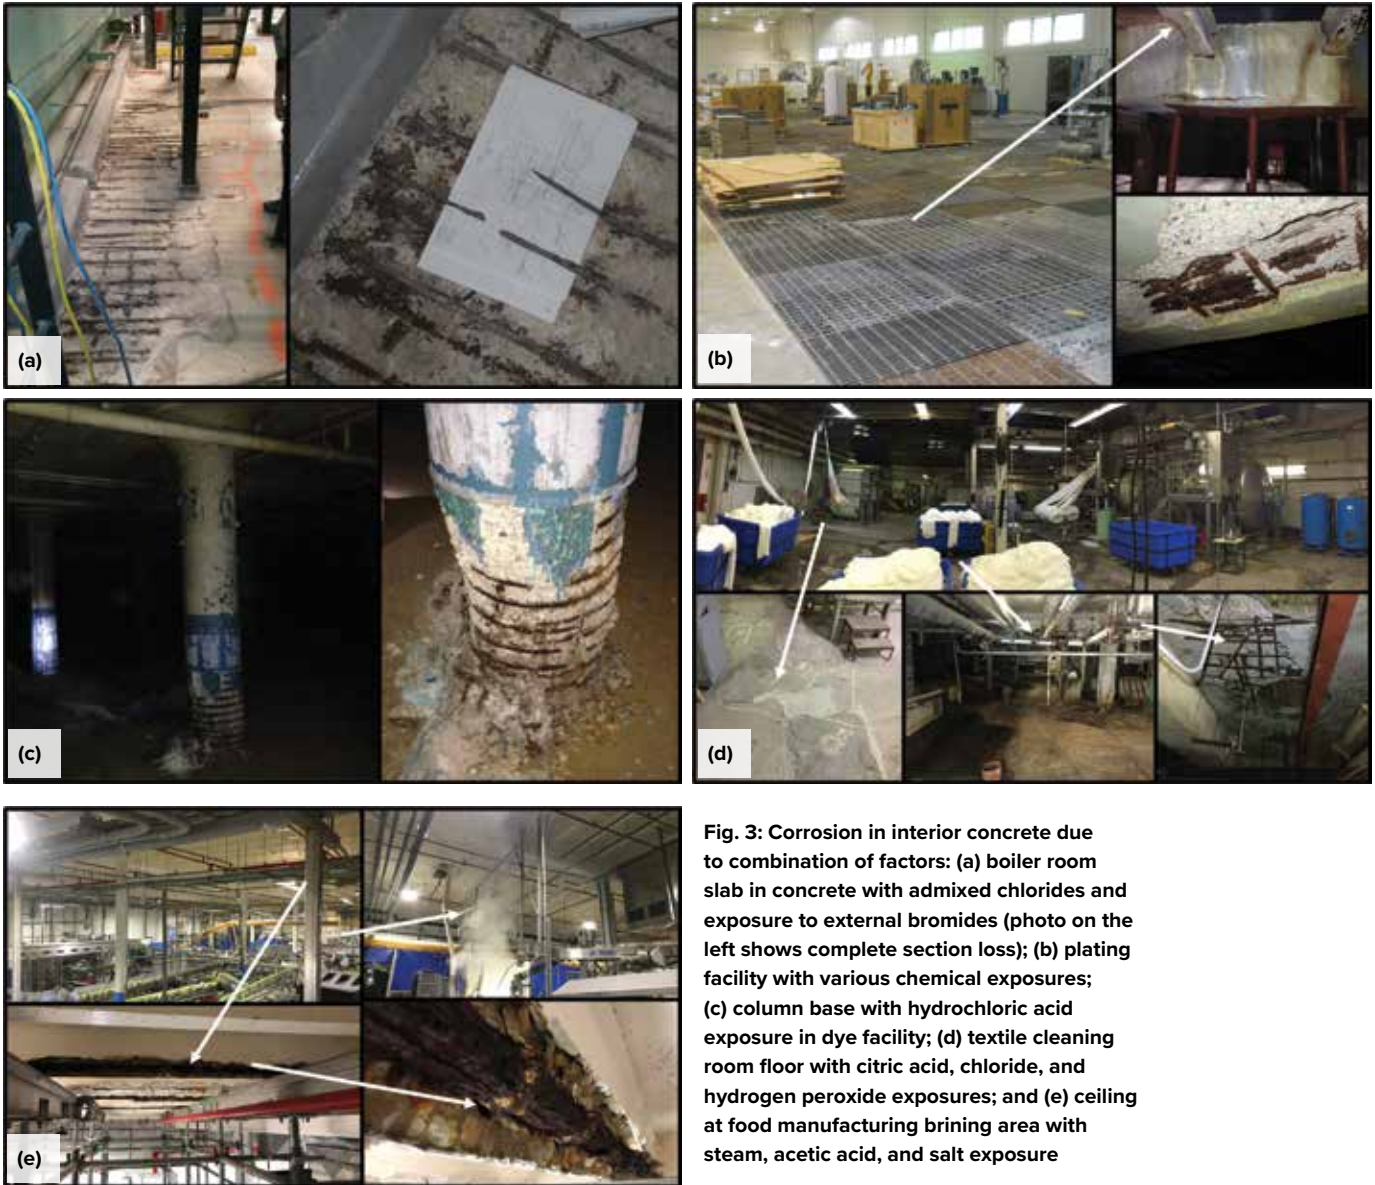 (a)
(b)
(c)
(d)
(e)
Fig. 3: Corrosion in interior concrete due
to combination of factors: (a) boiler room
slab in concrete with admixed chlorides and
exposure to external bromides (photo on the
left shows complete section loss); (b) plating
facility with various chemical exposures;
(c) column base with hydrochloric acid
exposure in dye facility; (d) textile cleaning
room floor with citric acid, chloride, and
hydrogen peroxide exposures; and (e) ceiling
at food manufacturing brining area with
steam, acetic acid, and salt exposure